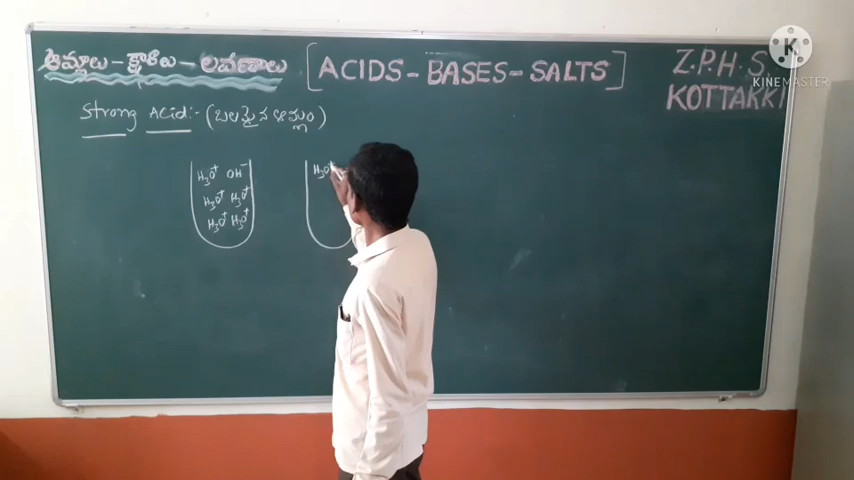 ఆమ్లాలు - క్షారాలు - లవణాలు
[ACIDS - BASES - SALTS]
Z.P.H.S.
KOTTAKKI
K
KINEMASTER
Strong Acid:- (బలమైన ఆమ్లం)
H₃O⁺ OH⁻
H₃O⁺ H₃O⁺
H₃O⁺ H₃O⁺
H₃O⁺